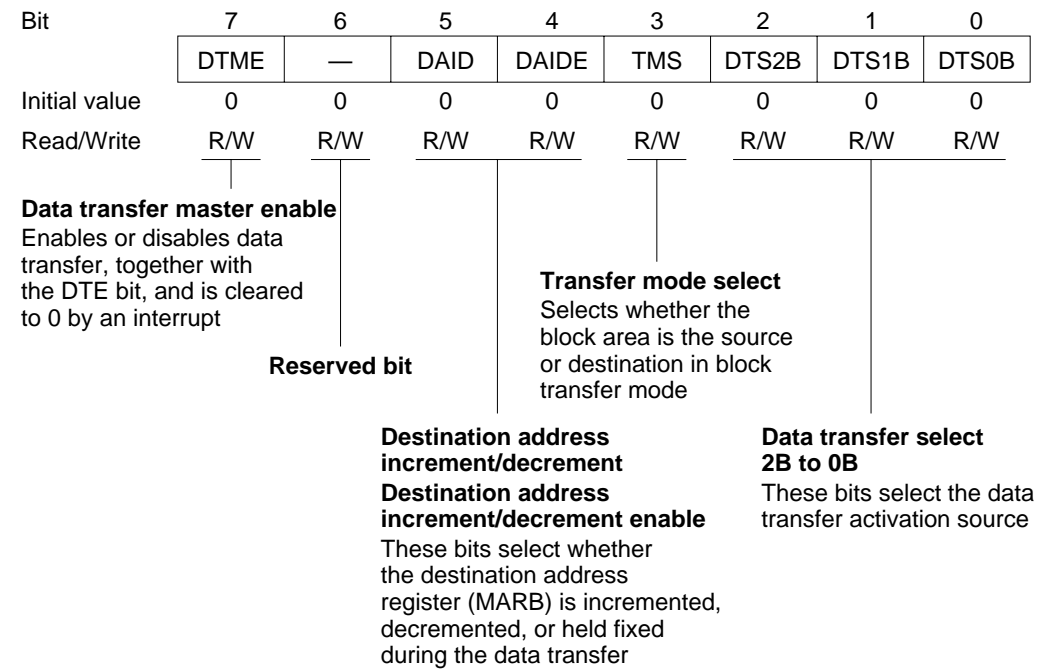 Bit 7 6 5 4 3 2 1 0
DTME — DAID DAIDE TMS DTS2B DTS1B DTS0B
Initial value 0 0 0 0 0 0 0 0
Read/Write R/W R/W R/W R/W R/W R/W R/W R/W
Data transfer master enable
Enables or disables data
transfer, together with
the DTE bit, and is cleared
to 0 by an interrupt
Reserved bit
Transfer mode select
Selects whether the
block area is the source
or destination in block
transfer mode
Destination address
increment/decrement
Destination address
increment/decrement enable
These bits select whether
the destination address
register (MARB) is incremented,
decremented, or held fixed
during the data transfer
Data transfer select
2B to 0B
These bits select the data
transfer activation source